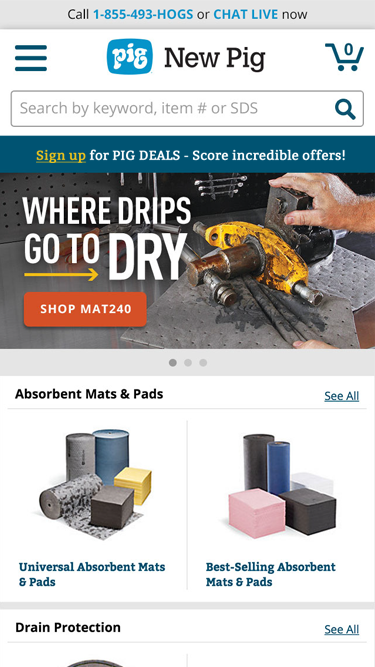 Call 1-855-493-HOGS or CHAT LIVE now
pig New Pig
0
Search by keyword, item # or SDS
Sign up for PIG DEALS - Score incredible offers!
WHERE DRIPS
GO TO DRY
SHOP MAT240
Absorbent Mats & Pads See All
Universal Absorbent Mats
& Pads
Best-Selling Absorbent
Mats & Pads
Drain Protection See All